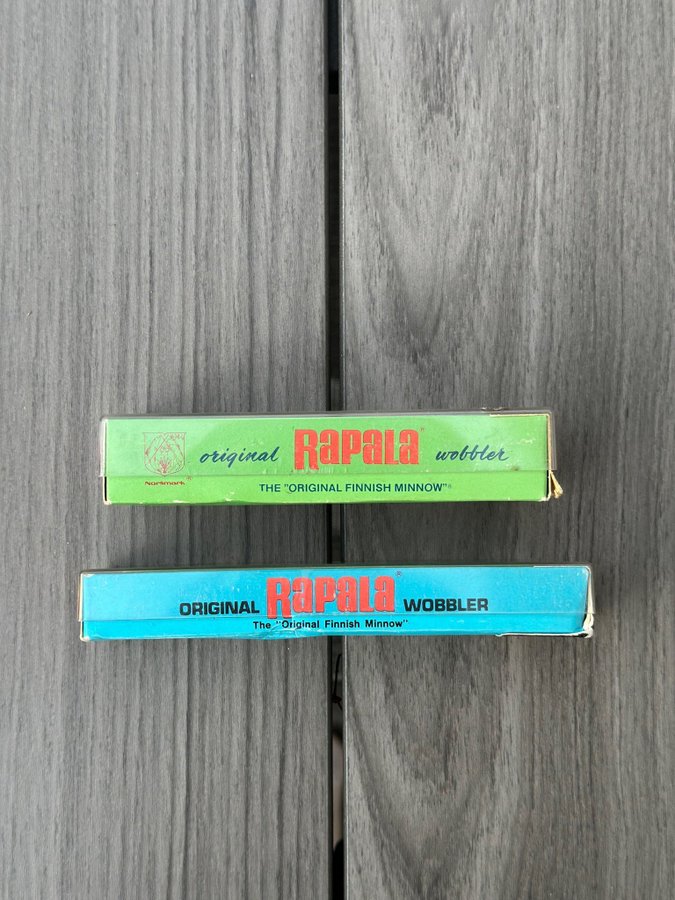 original RAPALA® wobbler
Normark®
THE "ORIGINAL FINNISH MINNOW"®
ORIGINAL RAPALA® WOBBLER
The "Original Finnish Minnow"